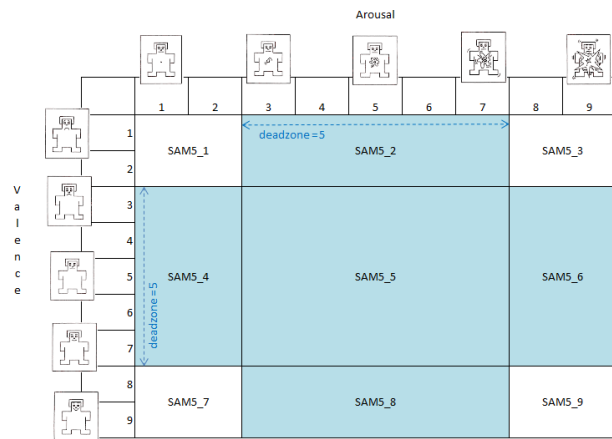 Arousal
1 2 3 4 5 6 7 8 9
Valence
1
2
3
4
5
6
7
8
9
deadzone=5
SAM5_1 SAM5_2 SAM5_3
SAM5_4 SAM5_5 SAM5_6
deadzone=5
SAM5_7 SAM5_8 SAM5_9